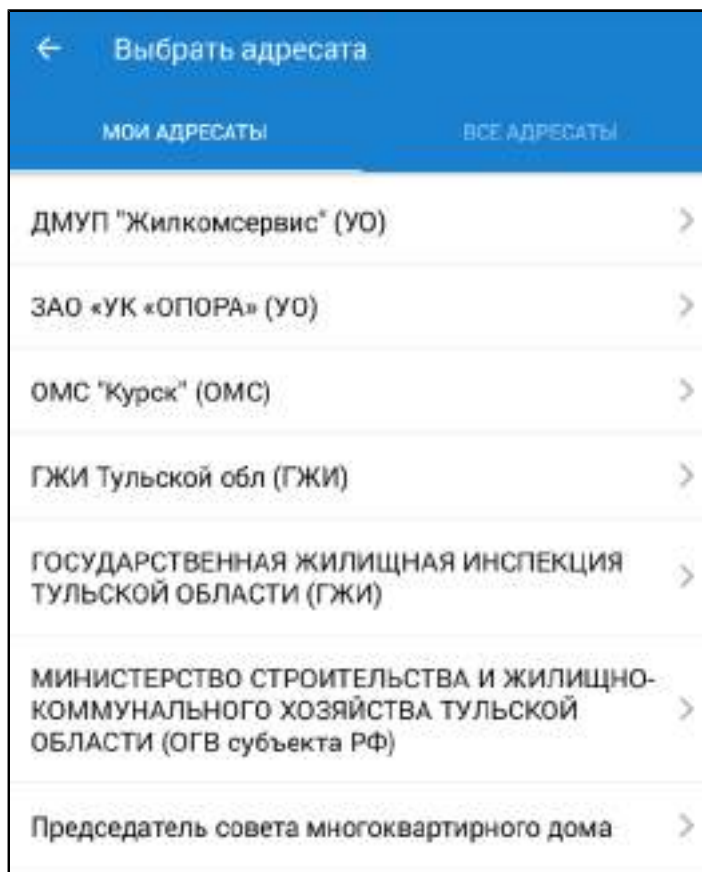 Выбрать адресата
МОИ АДРЕСАТЫ
ВСЕ АДРЕСАТЫ
ДМУП "Жилкомсервис" (УО)
ЗАО «УК «ОПОРА» (УО)
ОМС "Курск" (ОМС)
ГЖИ Тульской обл (ГЖИ)
ГОСУДАРСТВЕННАЯ ЖИЛИЩНАЯ ИНСПЕКЦИЯ
ТУЛЬСКОЙ ОБЛАСТИ (ГЖИ)
МИНИСТЕРСТВО СТРОИТЕЛЬСТВА И ЖИЛИЩНО-
КОММУНАЛЬНОГО ХОЗЯЙСТВА ТУЛЬСКОЙ
ОБЛАСТИ (ОГВ субъекта РФ)
Председатель совета многоквартирного дома